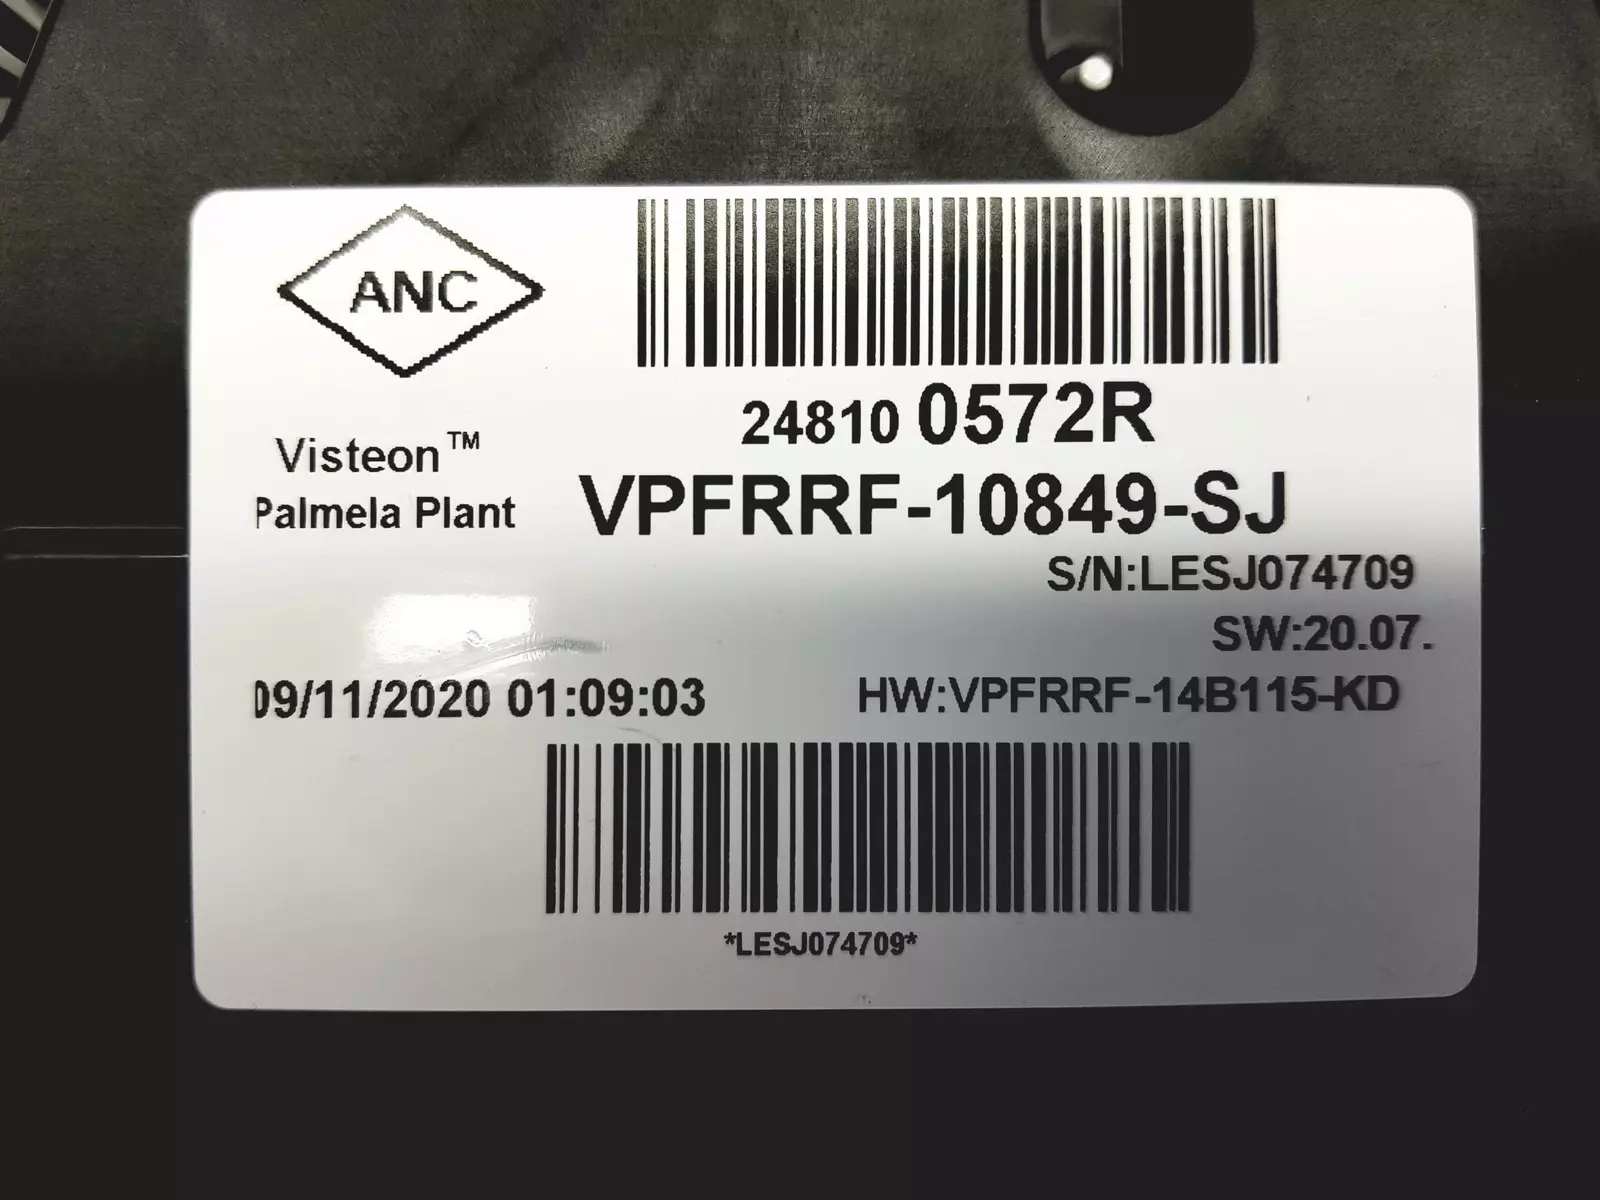 ANC
24810 0572R
Visteon™
Palmela Plant
VPFRRF-10849-SJ
S/N:LESJ074709
SW:20.07.
09/11/2020 01:09:03
HW:VPFRRF-14B115-KD
*LESJ074709*